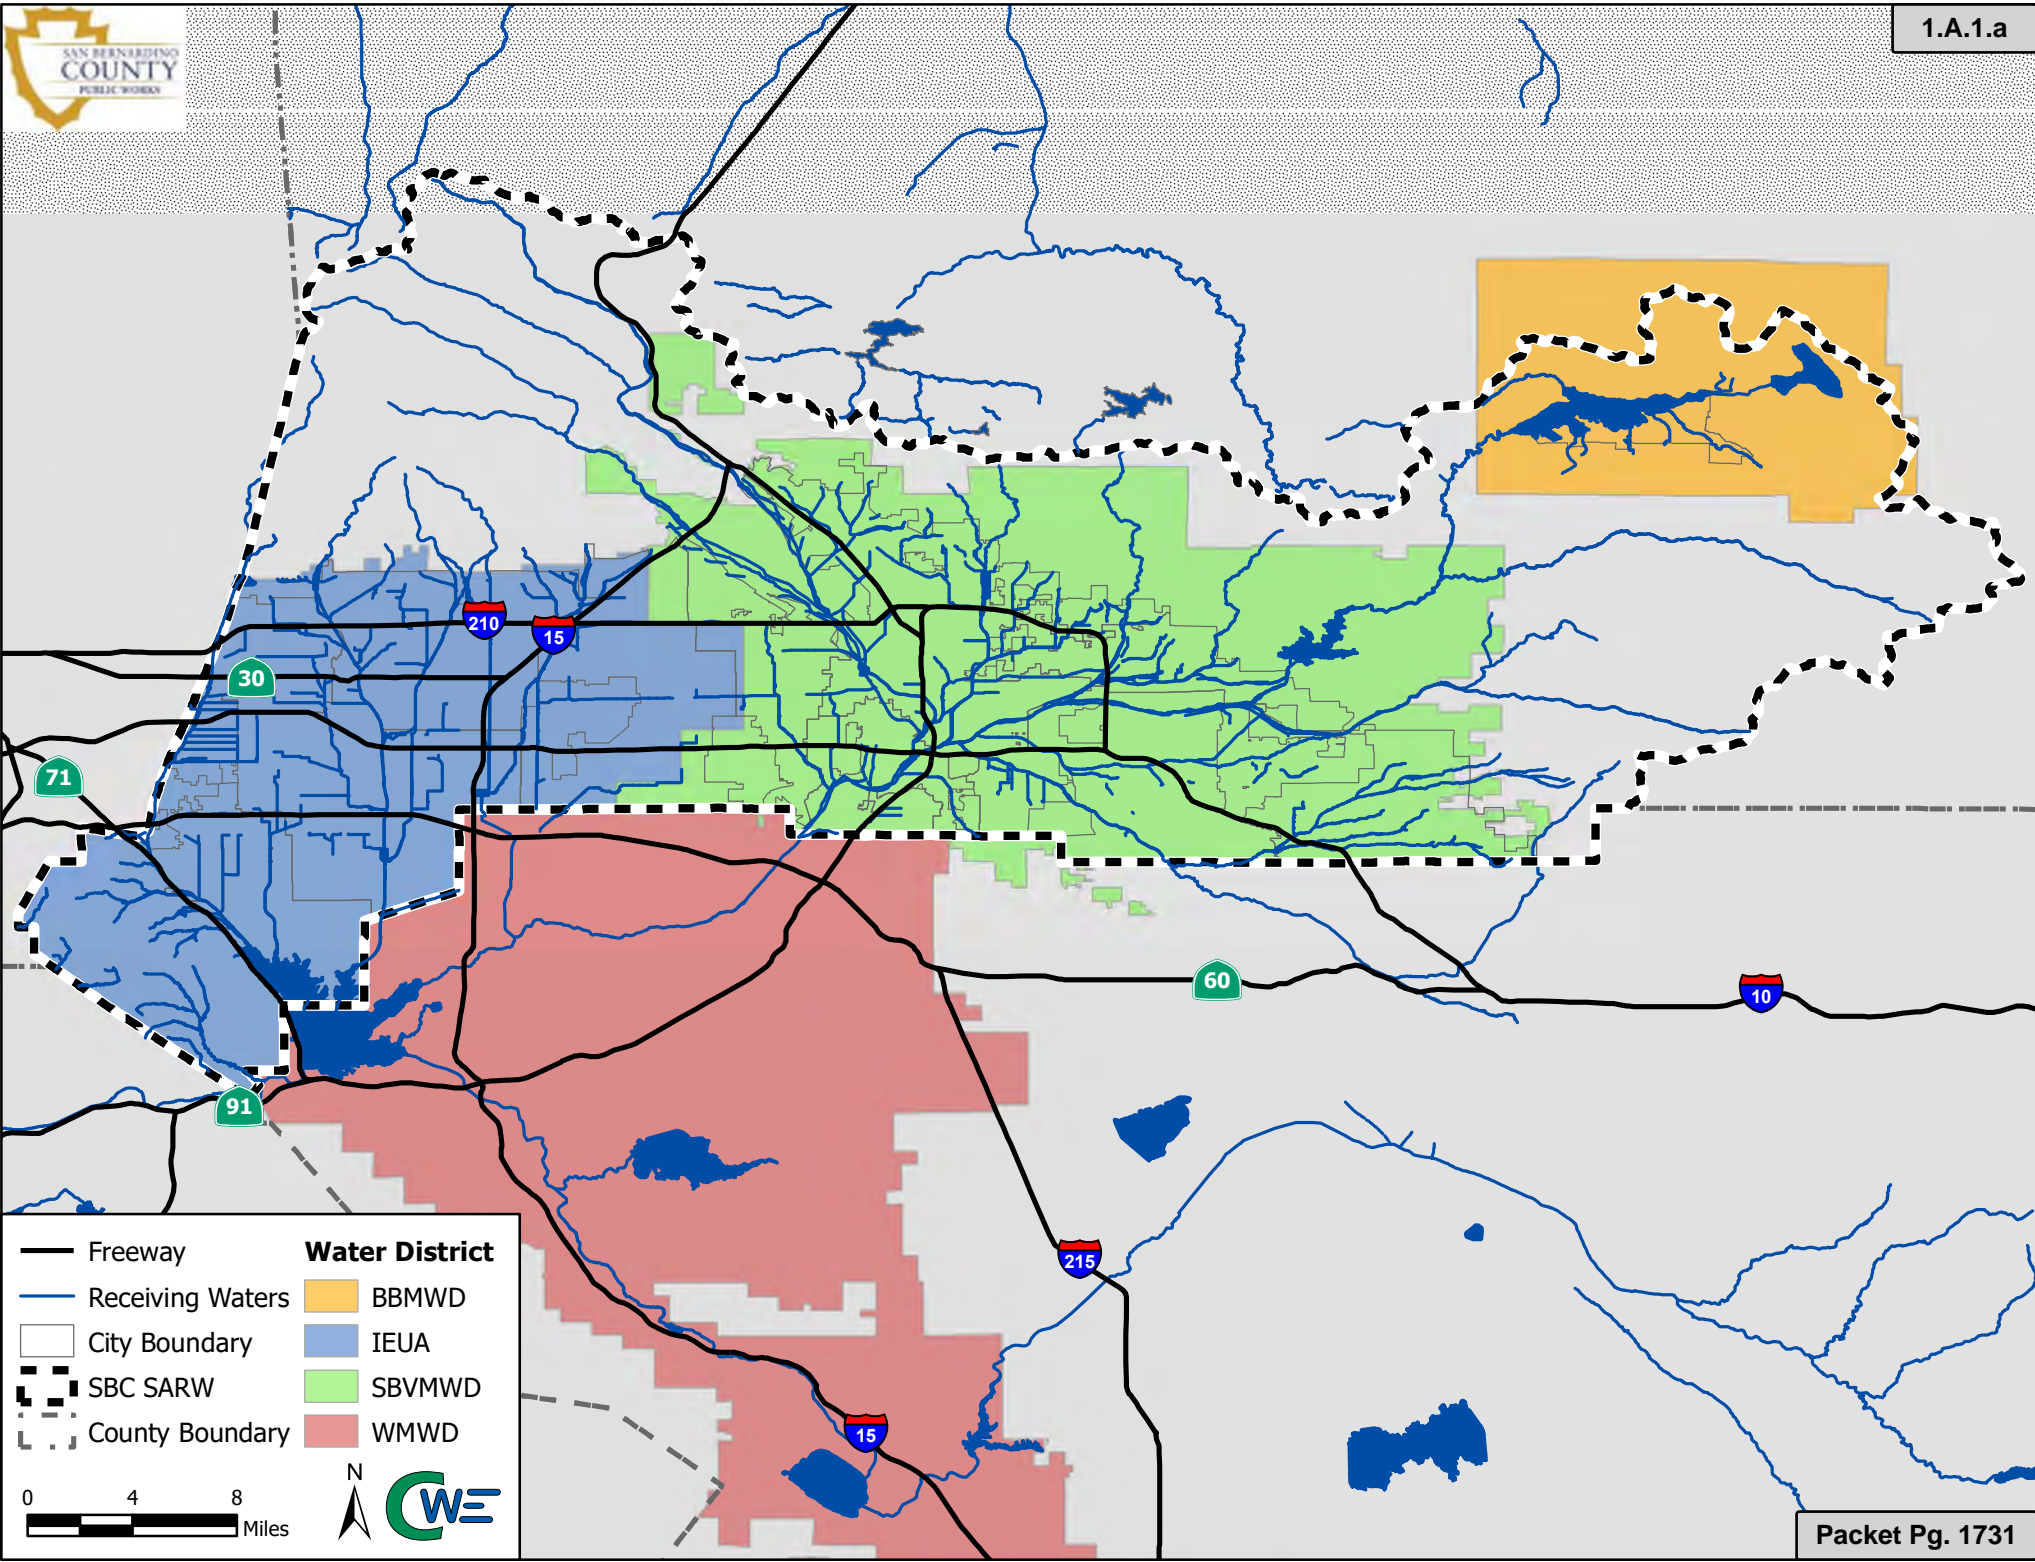 SAN BERNARDINO
COUNTY
PUBLIC WORKS
1.A.1.a
210
15
30
71
60
10
91
215
15
Freeway
Receiving Waters
City Boundary
SBC SARW
County Boundary
Water District
BBMWD
IEUA
SBVMWD
WMWD
0 4 8
Miles
N
CWE
Packet Pg. 1731